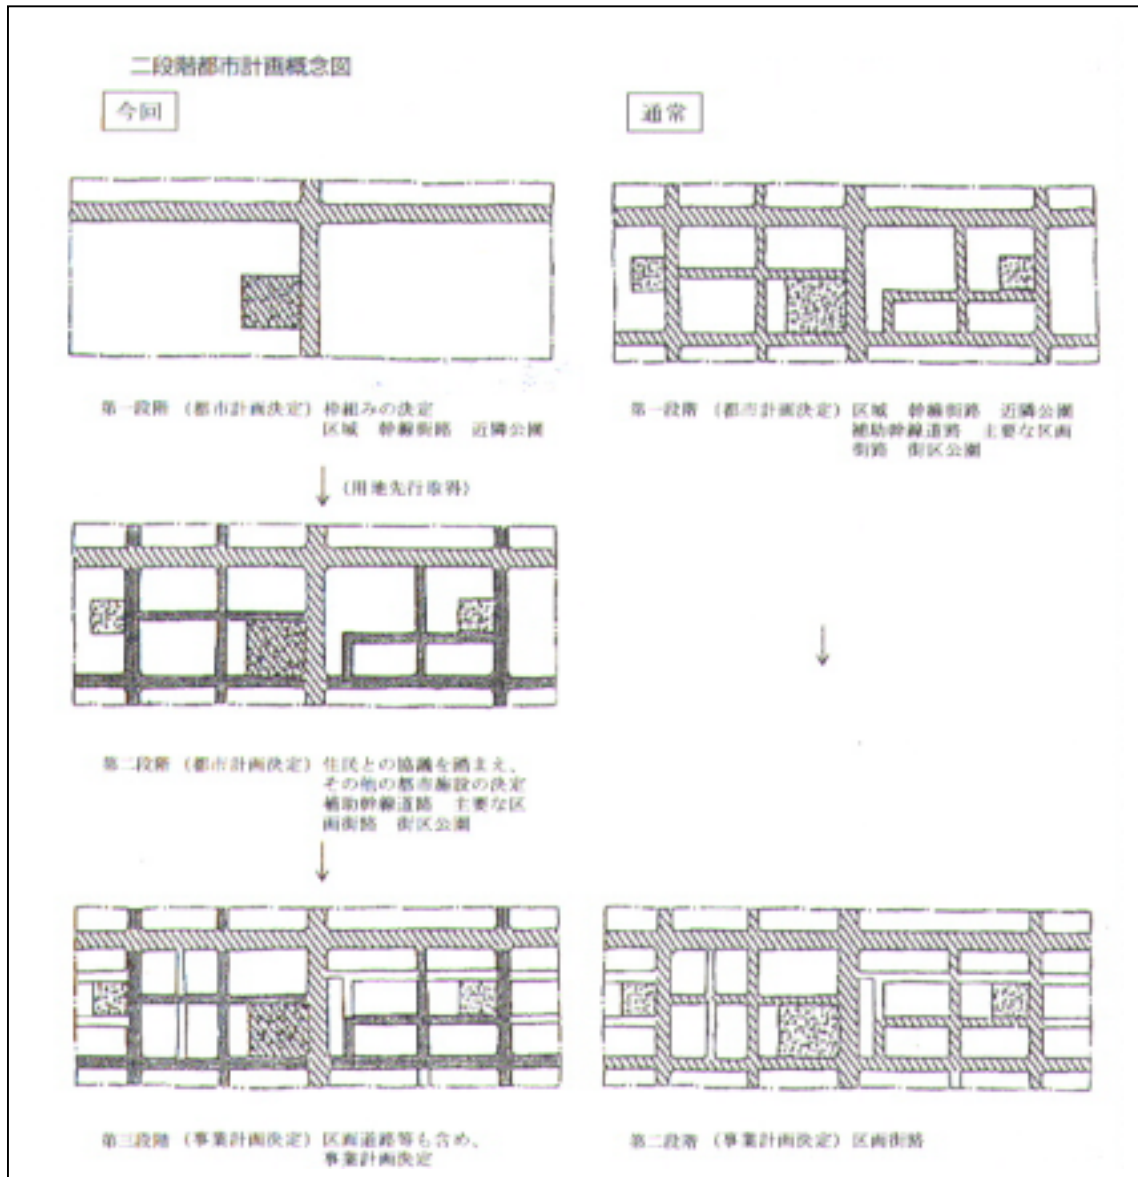 二段階都市計画概念図
今回
第一段階 (都市計画決定) 枠組みの決定
区域 幹線街路 近隣公園
(用地先行取得)
第二段階 (都市計画決定) 住民との協議を踏まえ、
その他の都市施設の決定
補助幹線道路 主要な区
画街路 街区公園
第三段階 (事業計画決定) 区画道路等も含め、
事業計画決定
通常
第一段階 (都市計画決定) 区域 幹線街路 近隣公園
補助幹線道路 主要な区画
街路 街区公園
第二段階 (事業計画決定) 区画街路